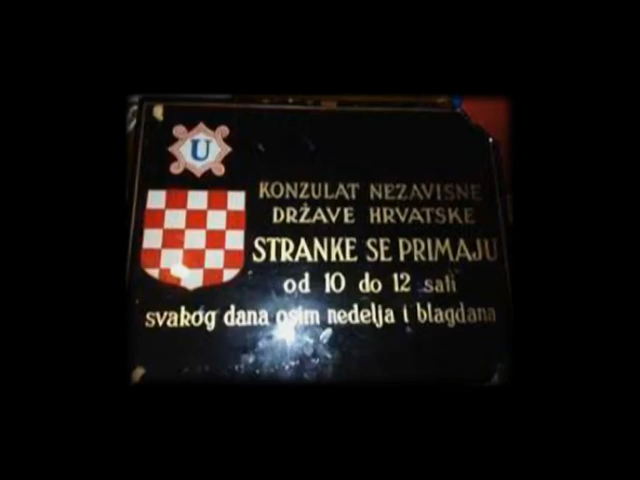 U
KONZULAT NEZAVISNE
DRŽAVE HRVATSKE
STRANKE SE PRIMAJU
od 10 do 12 sati
svakog dana osim nedelja i blagdana